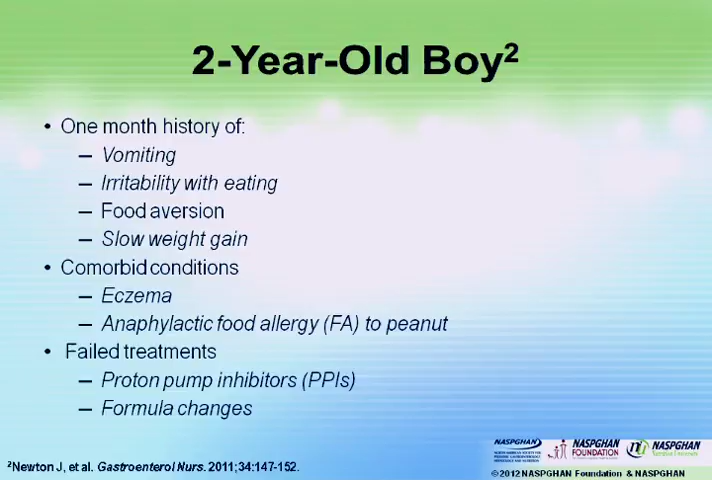 2-Year-Old Boy2
• One month history of:
– Vomiting
– Irritability with eating
– Food aversion
– Slow weight gain
• Comorbid conditions
– Eczema
– Anaphylactic food allergy (FA) to peanut
• Failed treatments
– Proton pump inhibitors (PPIs)
– Formula changes
2Newton J, et al. Gastroenterol Nurs. 2011;34:147-152.
NASPGHAN
NASPGHAN
FOUNDATION
NASPGHAN
©2012 NASPGHAN Foundation & NASPGHAN